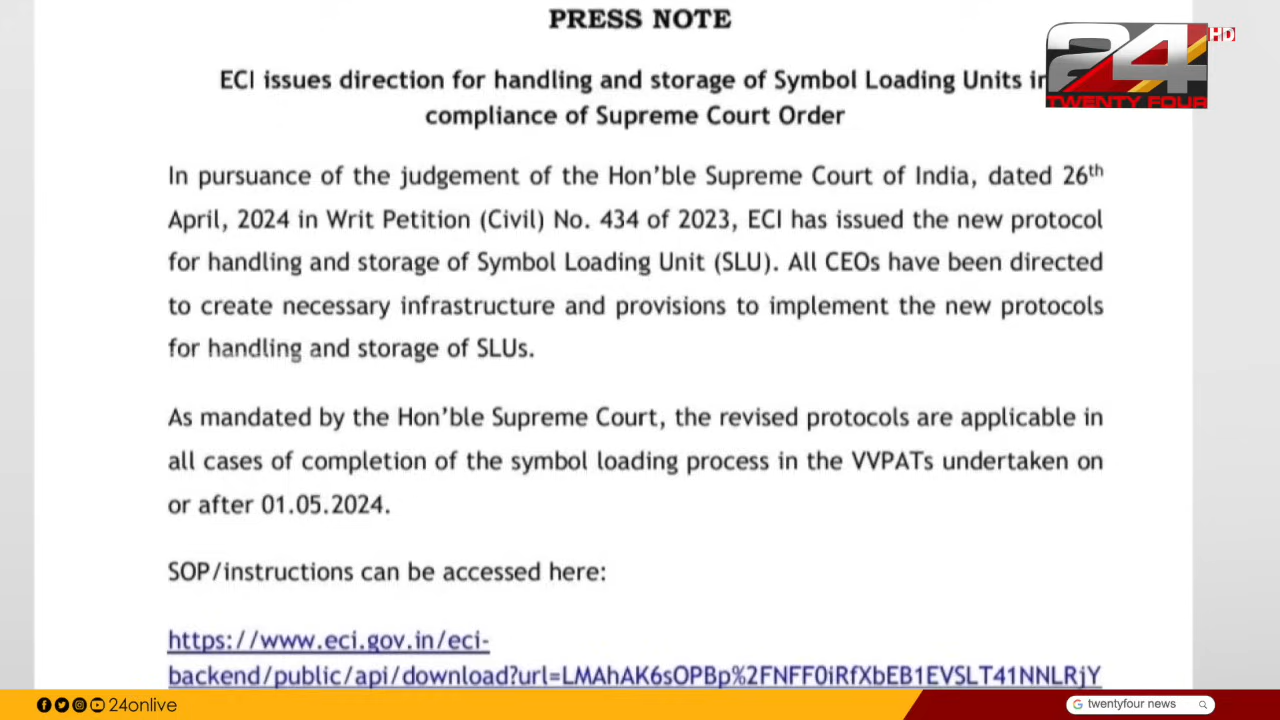 PRESS NOTE
24 HD
TWENTY FOUR
ECI issues direction for handling and storage of Symbol Loading Units in
compliance of Supreme Court Order
In pursuance of the judgement of the Hon'ble Supreme Court of India, dated 26th
April, 2024 in Writ Petition (Civil) No. 434 of 2023, ECI has issued the new protocol
for handling and storage of Symbol Loading Unit (SLU). All CEOs have been directed
to create necessary infrastructure and provisions to implement the new protocols
for handling and storage of SLUs.
As mandated by the Hon'ble Supreme Court, the revised protocols are applicable in
all cases of completion of the symbol loading process in the VVPATs undertaken on
or after 01.05.2024.
SOP/instructions can be accessed here:
https://www.eci.gov.in/eci-
backend/public/api/download?url=LMAhAK6sOPBp%2FNFF0iRfXbEB1EVSLT41NNLRjY
24onlive
twentyfour news